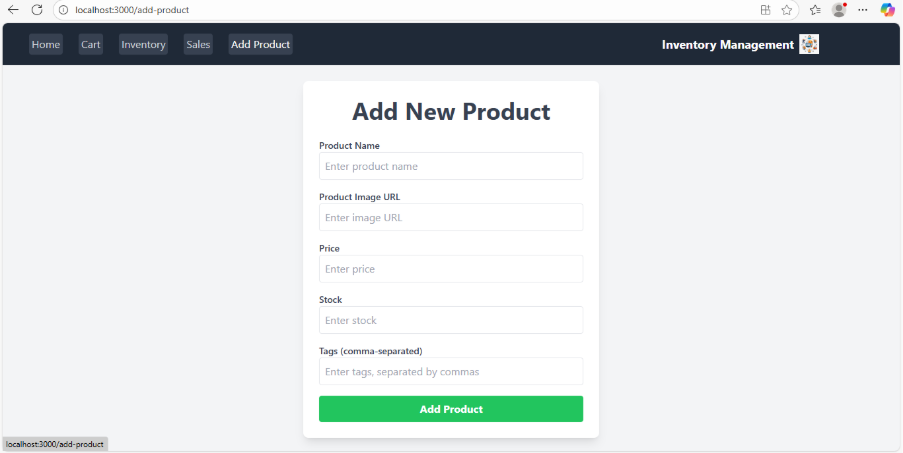 localhost:3000/add-product
Home Cart Inventory Sales Add Product Inventory Management
Add New Product
Product Name
Enter product name
Product Image URL
Enter image URL
Price
Enter price
Stock
Enter stock
Tags (comma-separated)
Enter tags, separated by commas
Add Product
localhost:3000/add-product